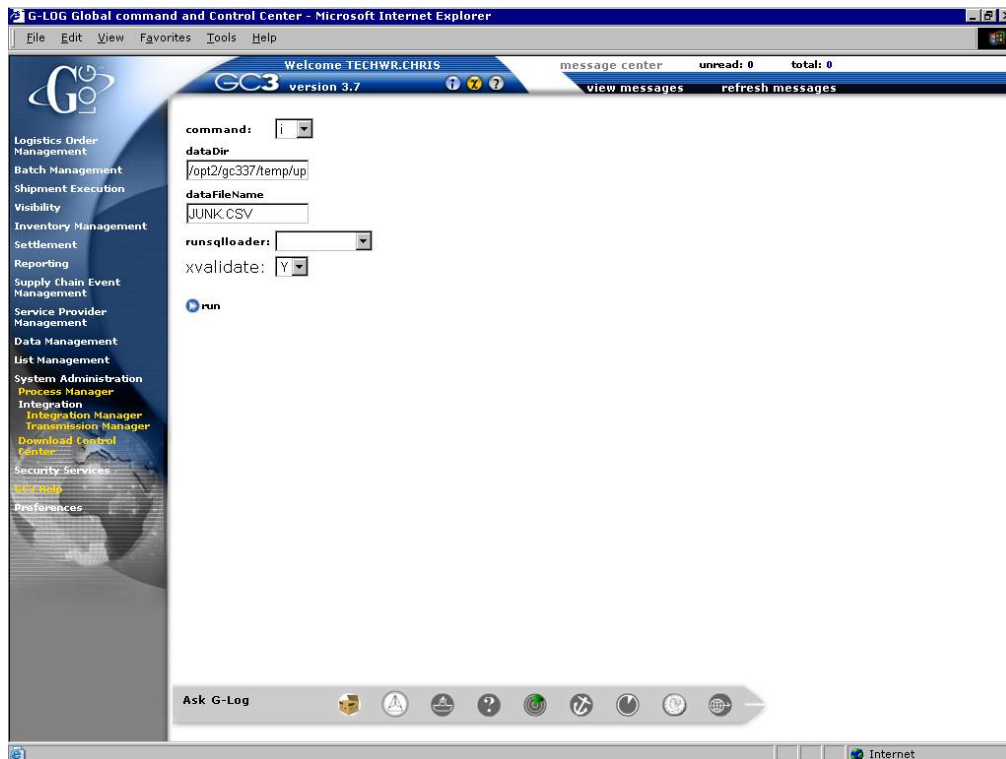 G-LOG Global command and Control Center - Microsoft Internet Explorer
File Edit View Favorites Tools Help
Welcome TECHWR.CHRIS
message center unread: 0 total: 0
GC3 version 3.7
view messages refresh messages
G-LOG
Logistics Order
Management
Batch Management
Shipment Execution
Visibility
Inventory Management
Settlement
Reporting
Supply Chain Event
Management
Service Provider
Management
Data Management
List Management
System Administration
Process Manager
Integration
Integration Manager
Transmission Manager
Download Control
Center
Security Services
GC3 Help
Preferences
command: i
dataDir
/opt2/gc337/temp/up
dataFileName
JUNK.CSV
runsqlloader:
xvalidate: Y
run
Ask G-Log
Internet